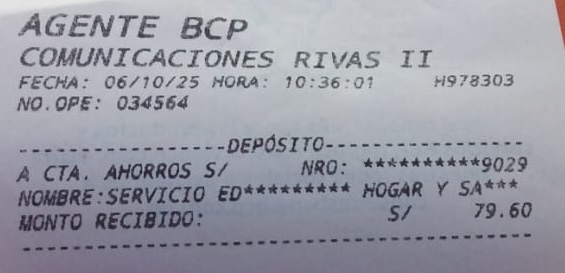 AGENTE BCP
COMUNICACIONES RIVAS II
FECHA: 06/10/25 HORA: 10:36:01 H978303
NO.OPE: 034564
-----------------DEPÓSITO-----------------
A CTA. AHORROS S/ NRO: **********9029
NOMBRE:SERVICIO ED********* HOGAR Y SA***
MONTO RECIBIDO: S/ 79.60
------------------------------------------